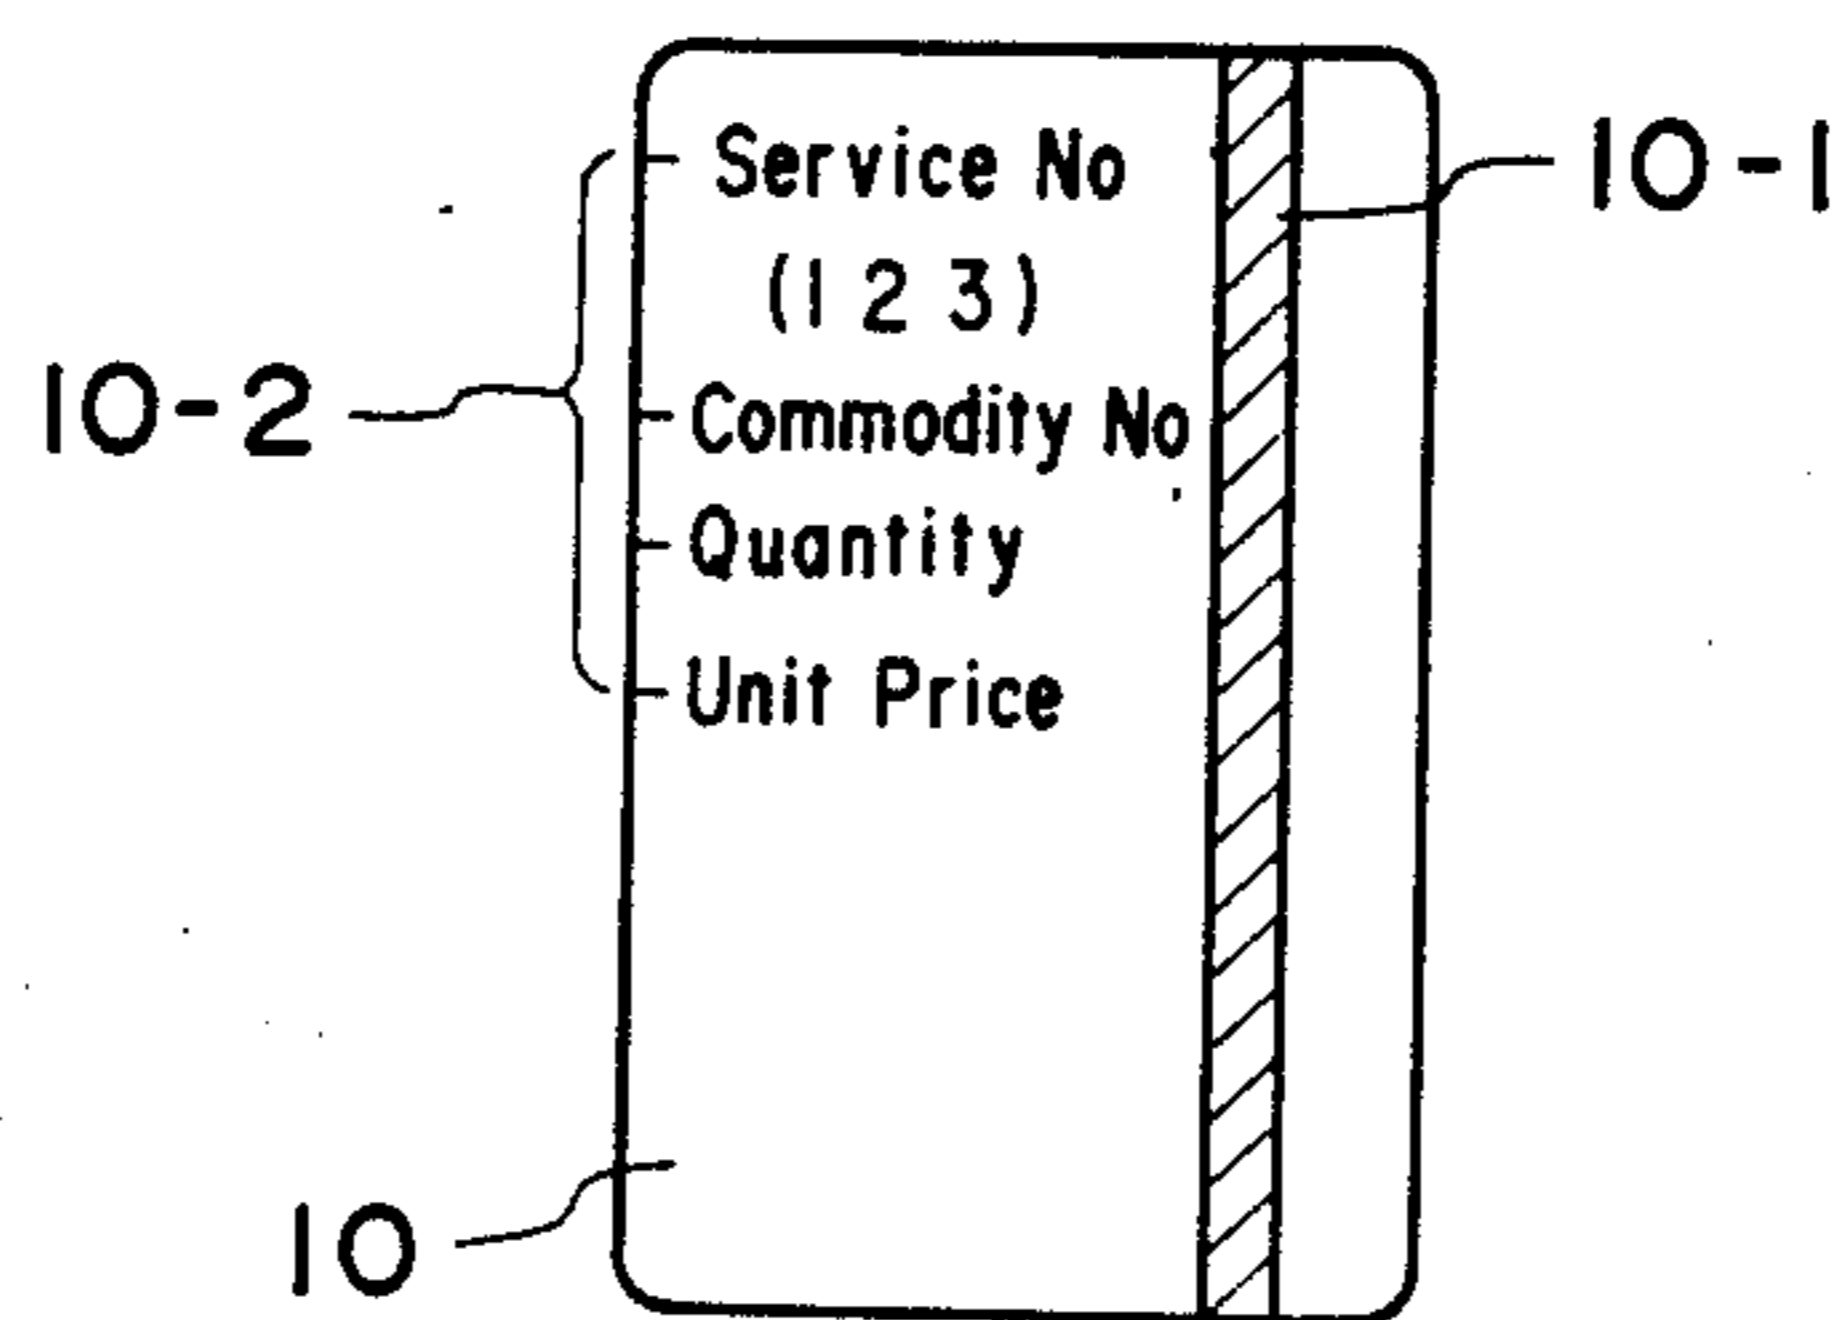 Service No
10-1
(1 2 3)
10-2
Commodity No
Quantity
Unit Price
10